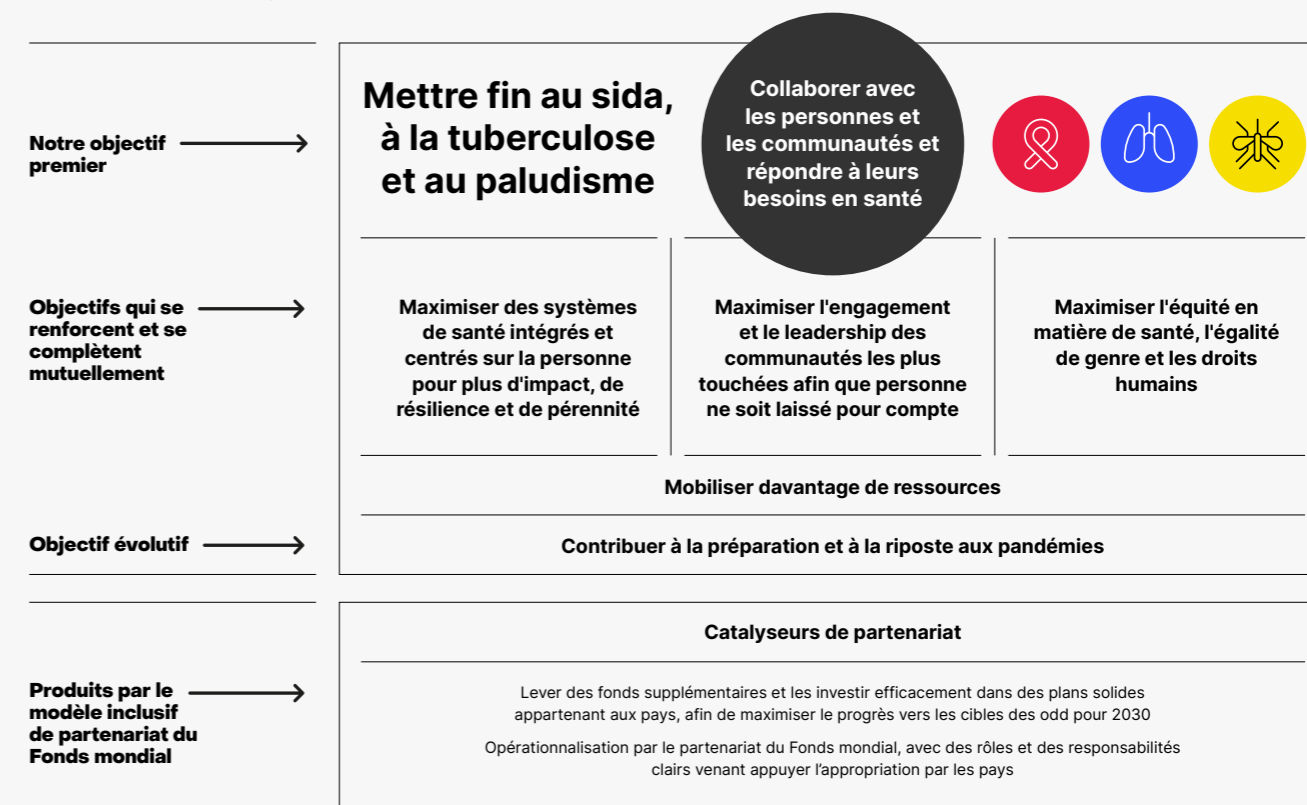 Notre objectif
premier
Mettre fin au sida,
à la tuberculose
et au paludisme
Collaborer avec
les personnes et
les communautés et
répondre à leurs
besoins en santé
Objectifs qui se
renforcent et se
complètent
mutuellement
Maximiser des systèmes
de santé intégrés et
centrés sur la personne
pour plus d'impact, de
résilience et de pérennité
Maximiser l'engagement
et le leadership des
communautés les plus
touchées afin que personne
ne soit laissé pour compte
Maximiser l'équité en
matière de santé, l'égalité
de genre et les droits
humains
Mobiliser davantage de ressources
Objectif évolutif
Contribuer à la préparation et à la riposte aux pandémies
Catalyseurs de partenariat
Produits par le
modèle inclusif
de partenariat du
Fonds mondial
Lever des fonds supplémentaires et les investir efficacement dans des plans solides
appartenant aux pays, afin de maximiser le progrès vers les cibles des odd pour 2030
Opérationnalisation par le partenariat du Fonds mondial, avec des rôles et des responsabilités
clairs venant appuyer l’appropriation par les pays